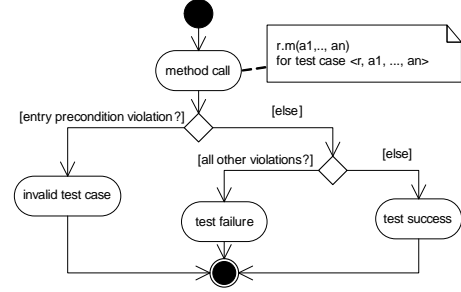 r.m(a1,.., an)
for test case <r, a1, ..., an>
method call
[entry precondition violation?]
[else]
[all other violations?]
[else]
invalid test case
test failure
test success